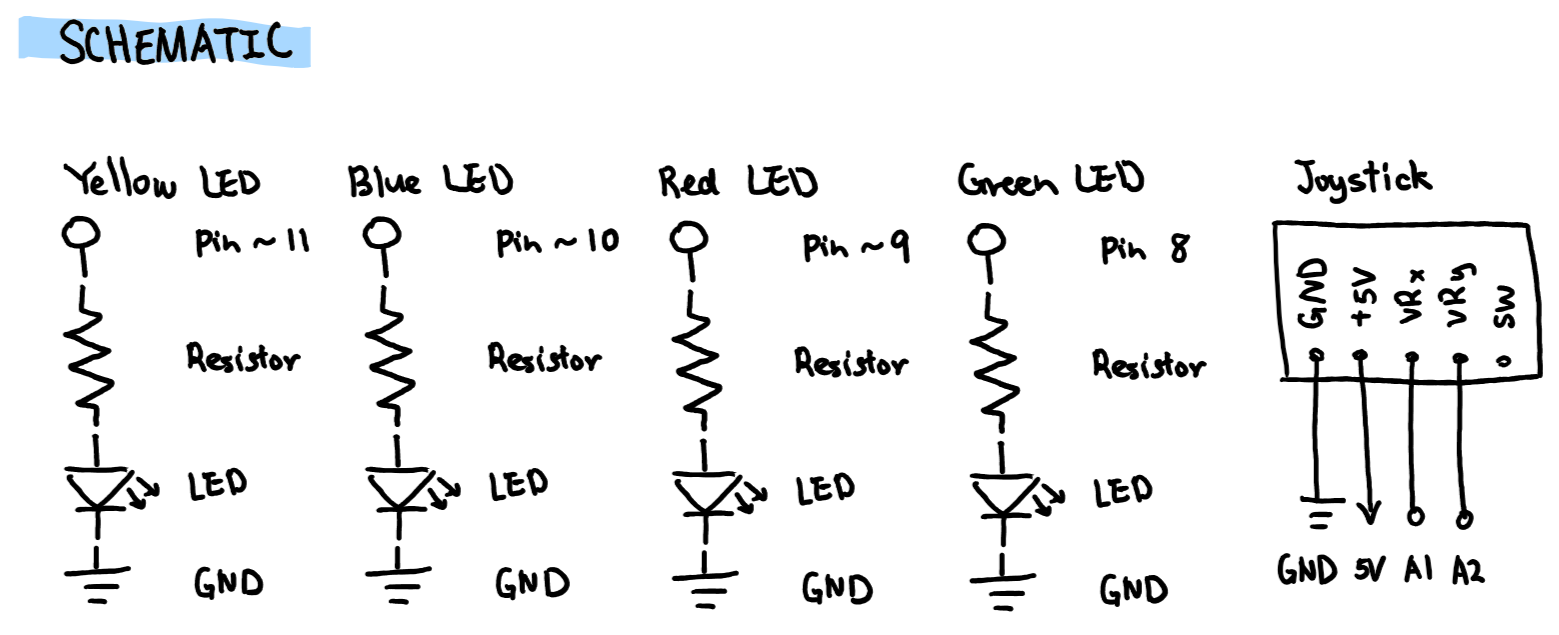 SCHEMATIC
Yellow LED
Pin ~ 11
Resistor
LED
GND
Blue LED
Pin ~ 10
Resistor
LED
GND
Red LED
Pin ~ 9
Resistor
LED
GND
Green LED
Pin 8
Resistor
LED
GND
Joystick
GND
+5V
VRx
VRy
SW
GND 5V A1 A2